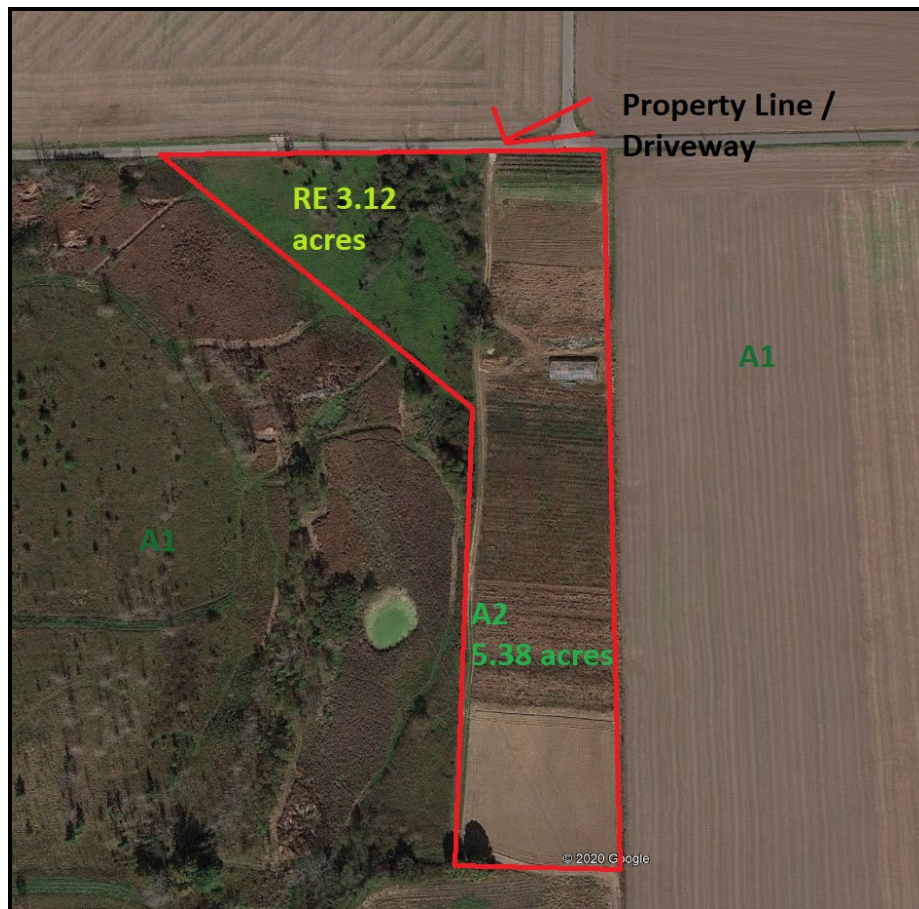 Property Line /
Driveway
RE 3.12
acres
A1
A1
A2
5.38 acres
© 2020 Google